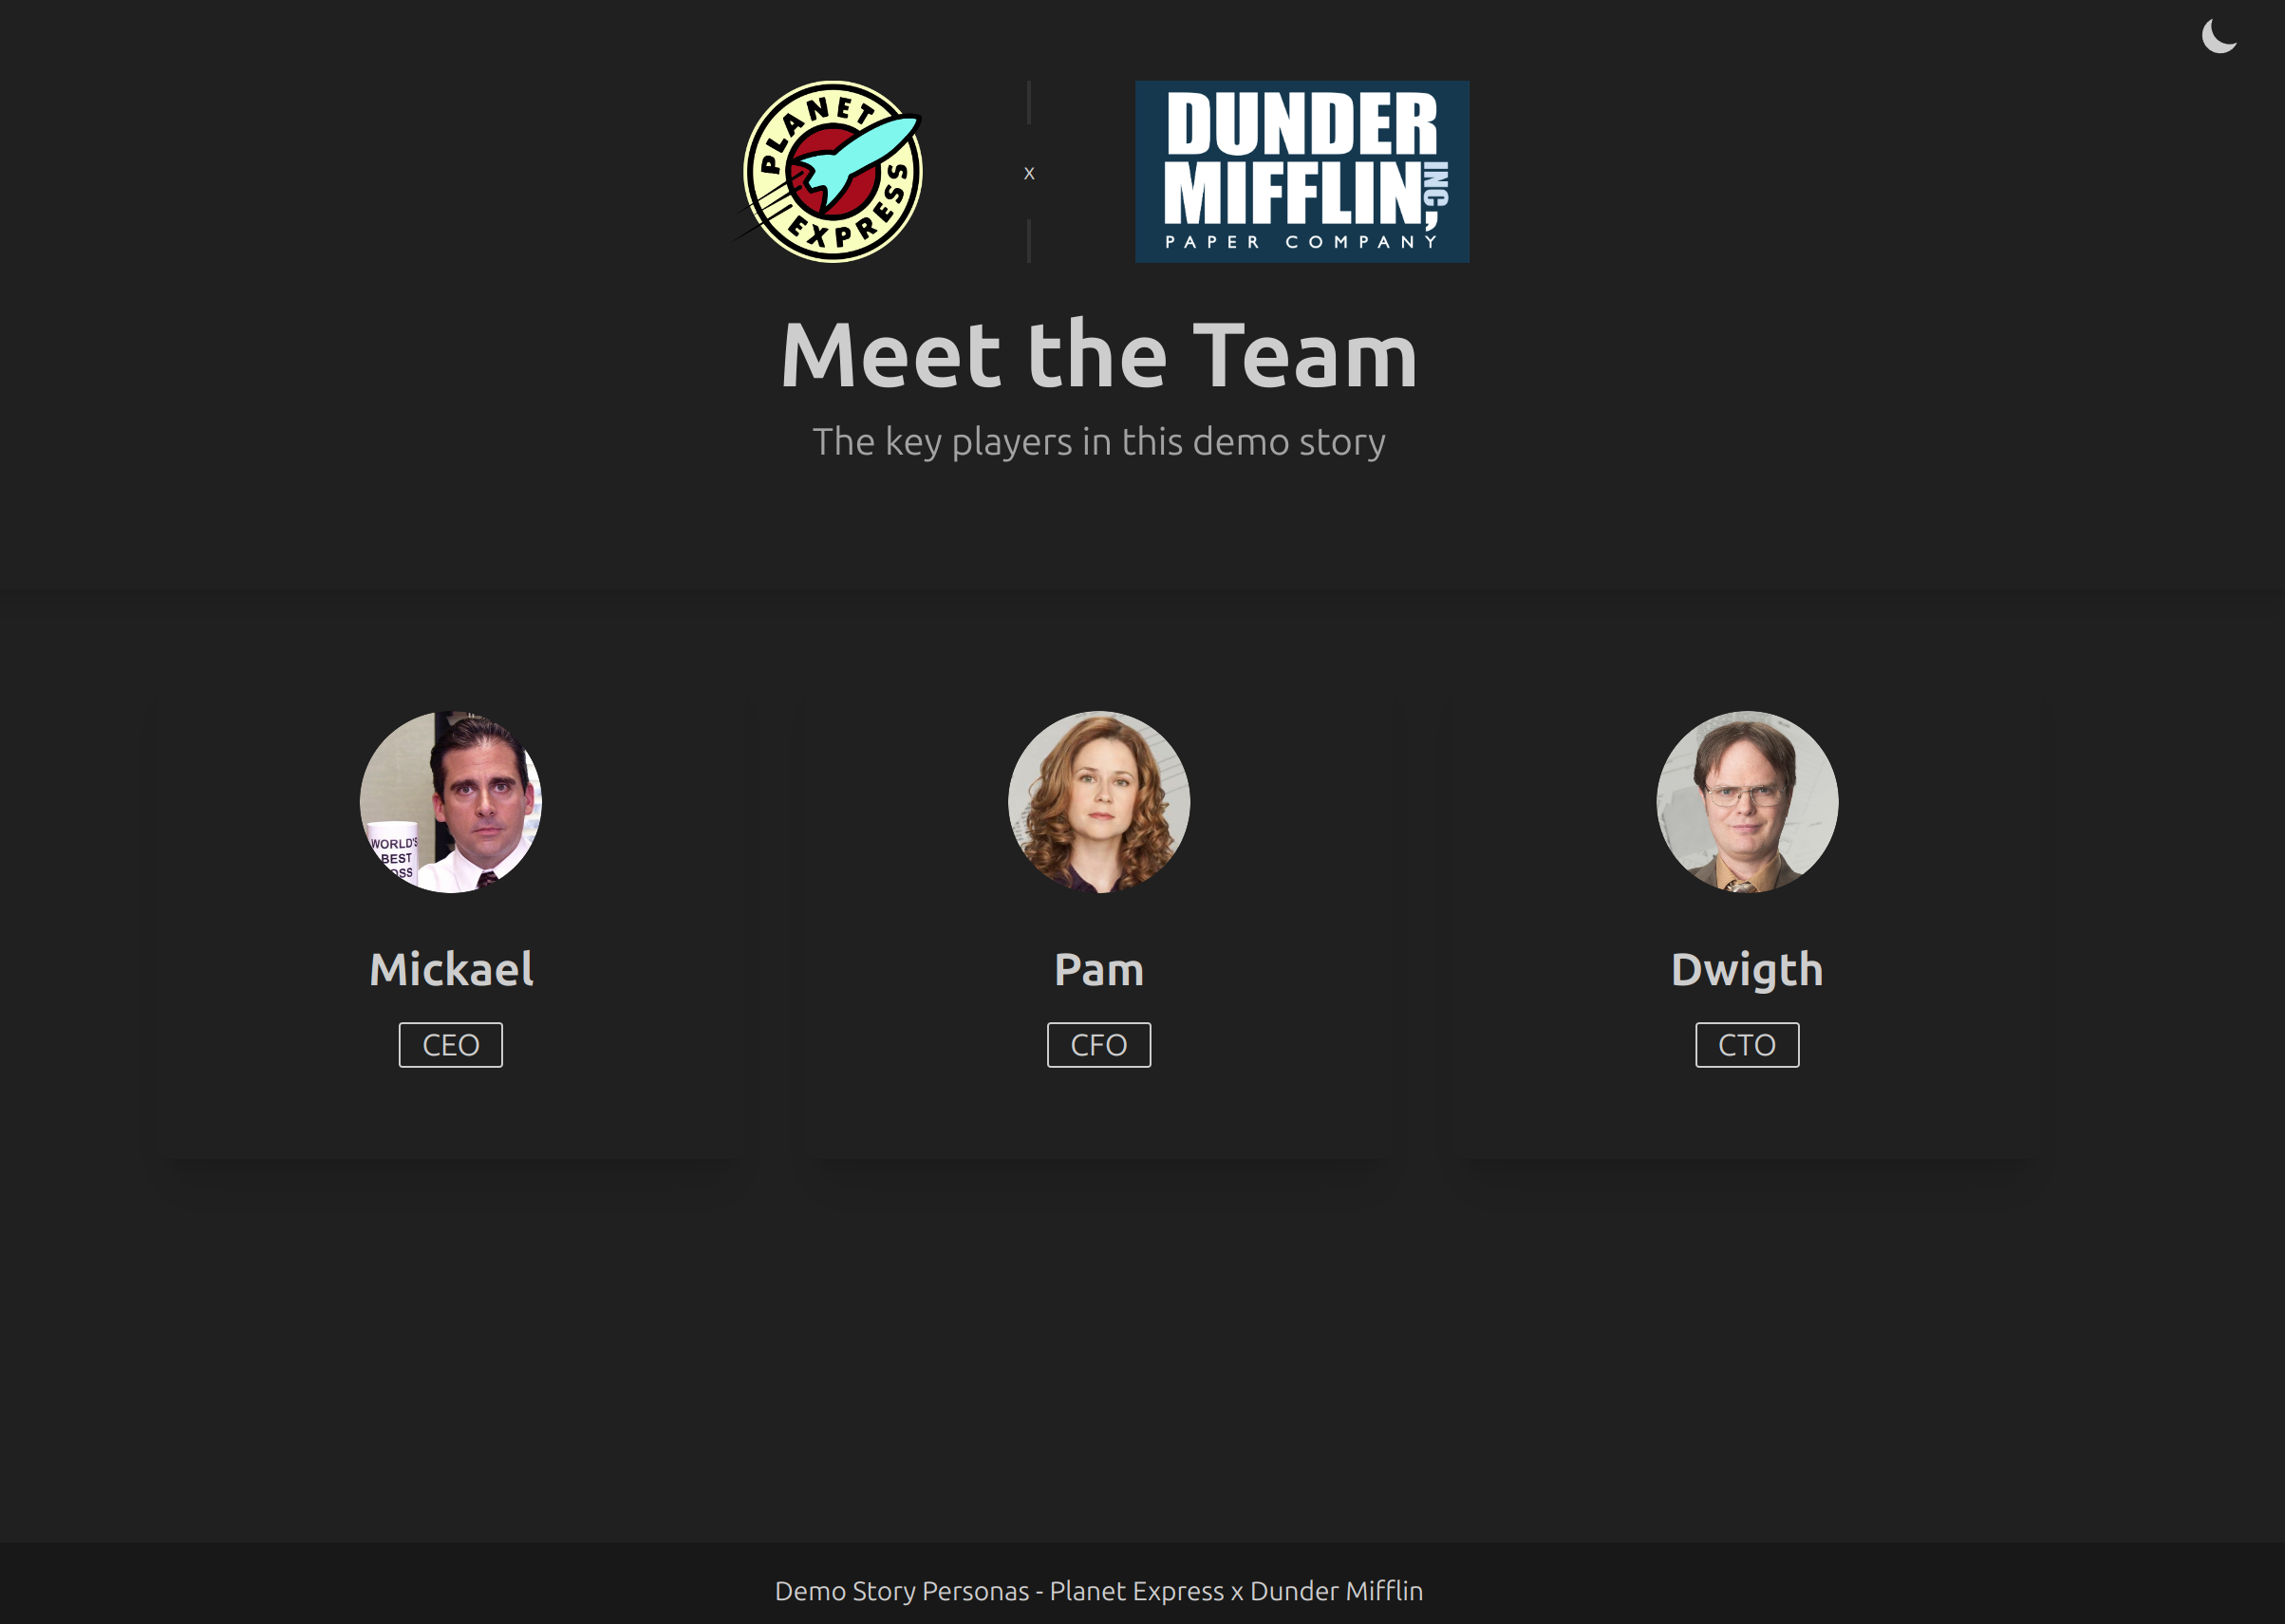 PLANET
EXPRESS
x
DUNDER
MIFFLIN
INC,
PAPER COMPANY
Meet the Team
The key players in this demo story
WORLD'S
BEST
OSS
Mickael
Pam
Dwigth
CEO
CFO
CTO
Demo Story Personas - Planet Express x Dunder Mifflin